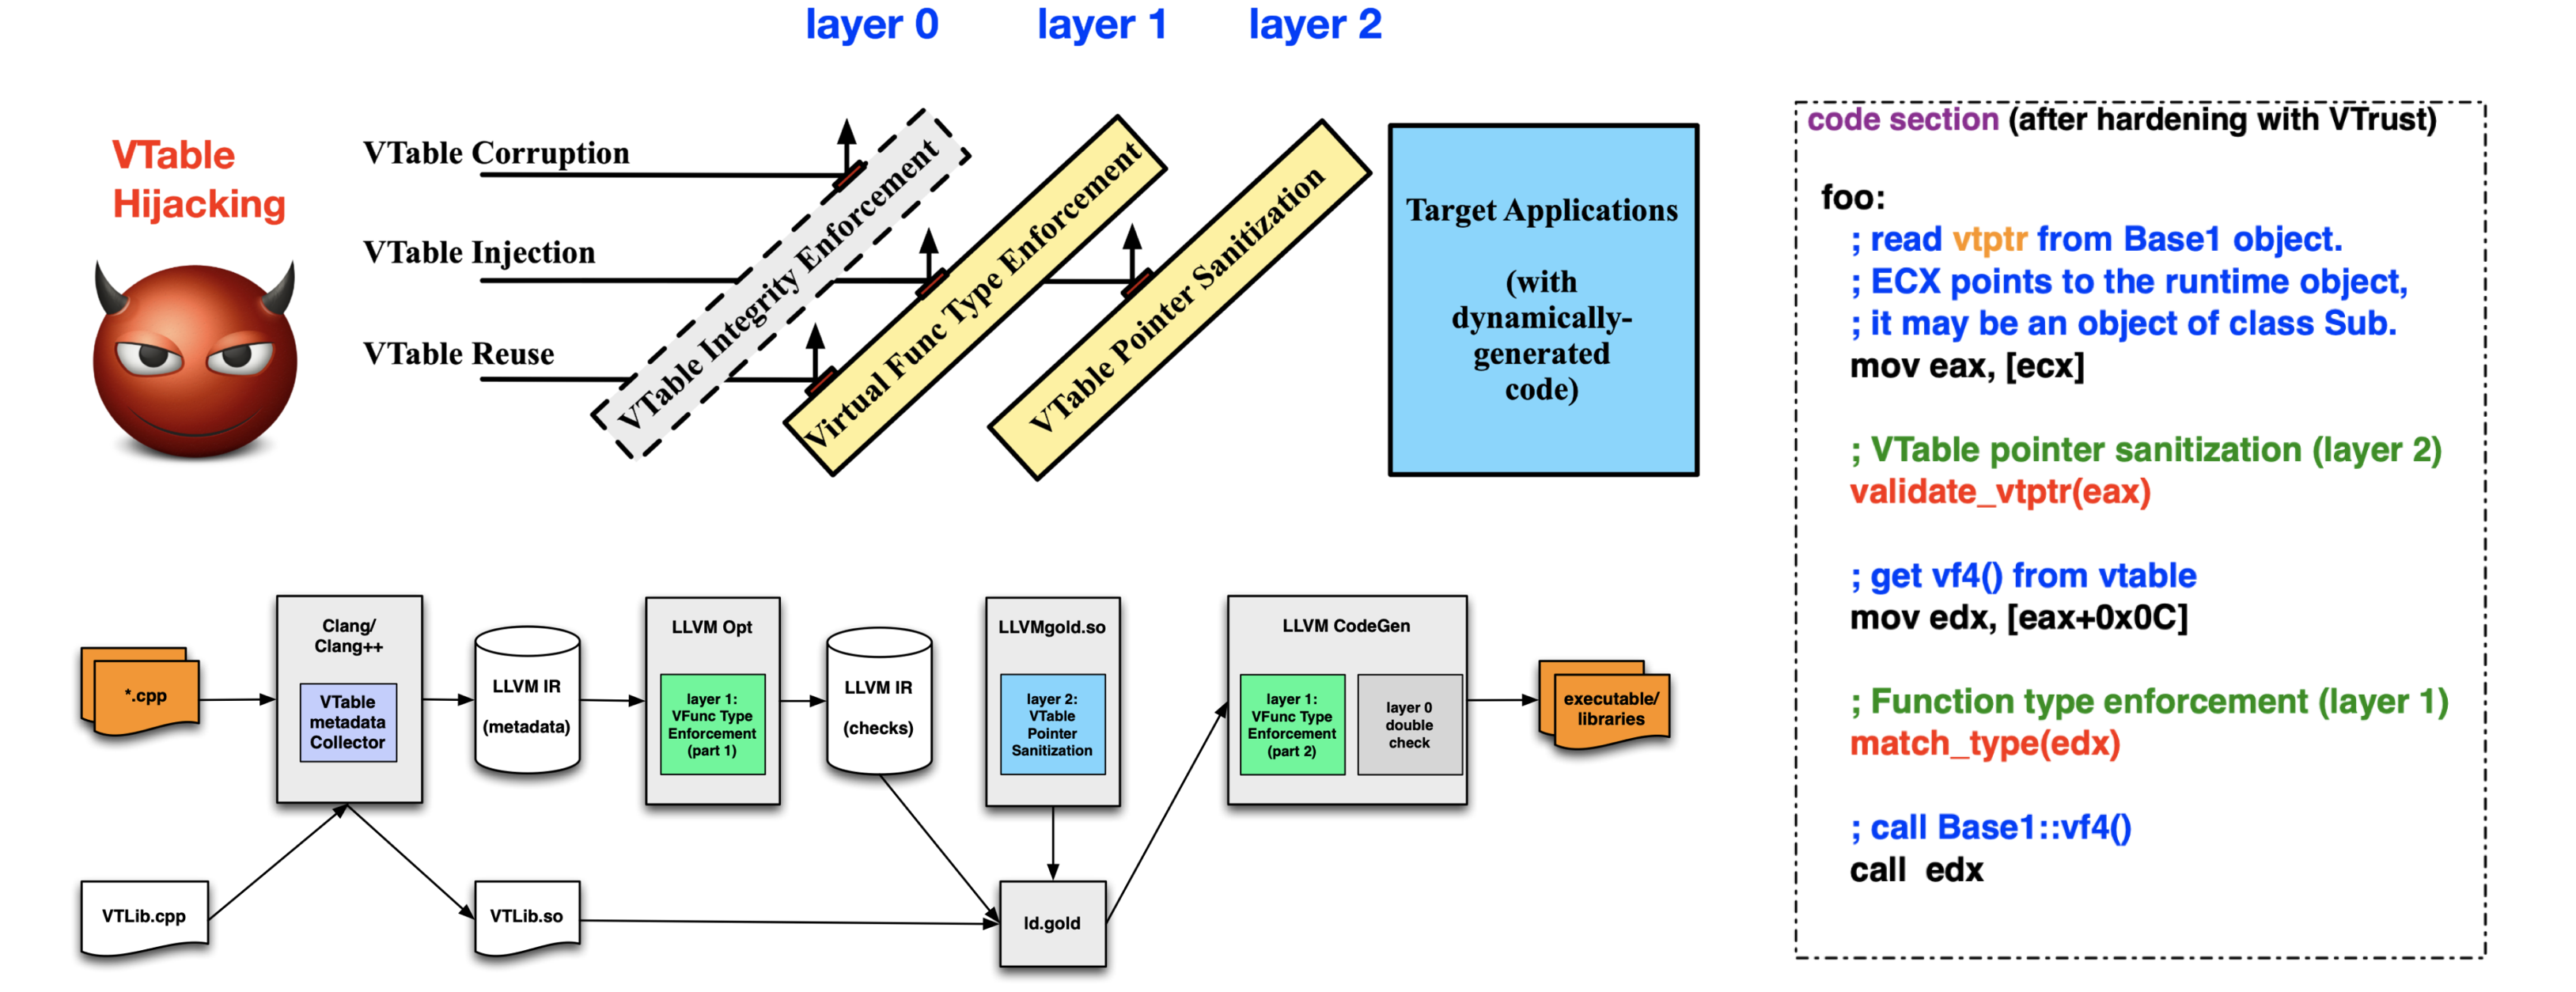 layer 0 layer 1 layer 2
VTable
Hijacking
VTable Corruption
VTable Injection
VTable Reuse
VTable Integrity Enforcement
Virtual Func Type Enforcement
VTable Pointer Sanitization
Target Applications
(with
dynamically-
generated
code)
*.cpp
Clang/
Clang++
VTable
metadata
Collector
LLVM IR
(metadata)
LLVM Opt
layer 1:
VFunc Type
Enforcement
(part 1)
LLVM IR
(checks)
LLVMgold.so
layer 2:
VTable
Pointer
Sanitization
LLVM CodeGen
layer 1:
VFunc Type
Enforcement
(part 2)
layer 0
double
check
executable/
libraries
VTLib.cpp
VTLib.so
ld.gold
code section (after hardening with VTrust)
foo:
; read vtptr from Base1 object.
; ECX points to the runtime object,
; it may be an object of class Sub.
mov eax, [ecx]
; VTable pointer sanitization (layer 2)
validate_vtptr(eax)
; get vf4() from vtable
mov edx, [eax+0x0C]
; Function type enforcement (layer 1)
match_type(edx)
; call Base1::vf4()
call edx